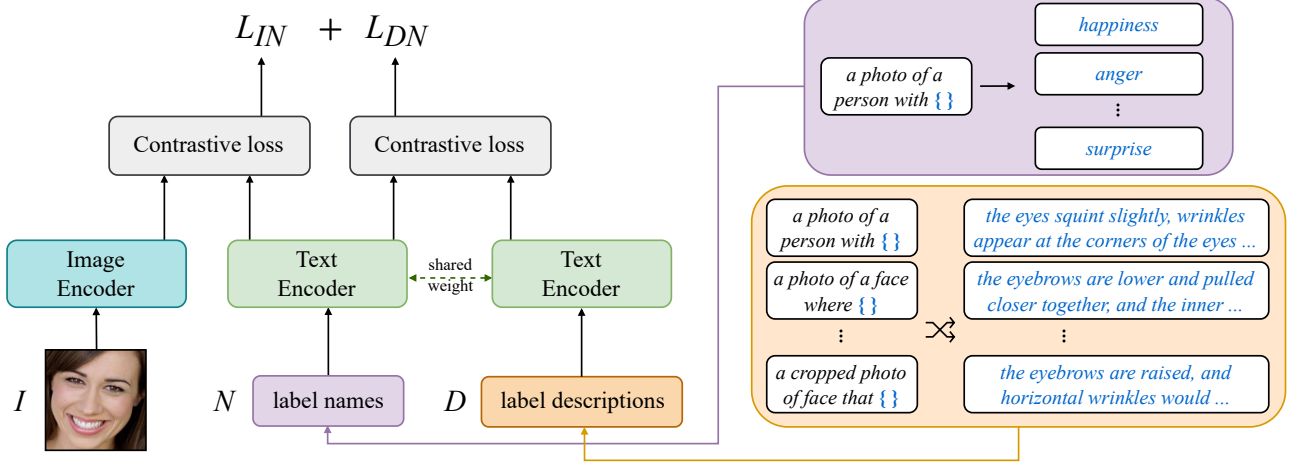 L_IN + L_DN
Contrastive loss
Contrastive loss
Image
Encoder
Text
Encoder
shared
weight
Text
Encoder
I
N
label names
D
label descriptions
a photo of a
person with { }
happiness
anger
⋮
surprise
a photo of a
person with { }
a photo of a face
where { }
⋮
a cropped photo
of face that { }
the eyes squint slightly, wrinkles
appear at the corners of the eyes ...
the eyebrows are lower and pulled
closer together, and the inner ...
⋮
the eyebrows are raised, and
horizontal wrinkles would ...